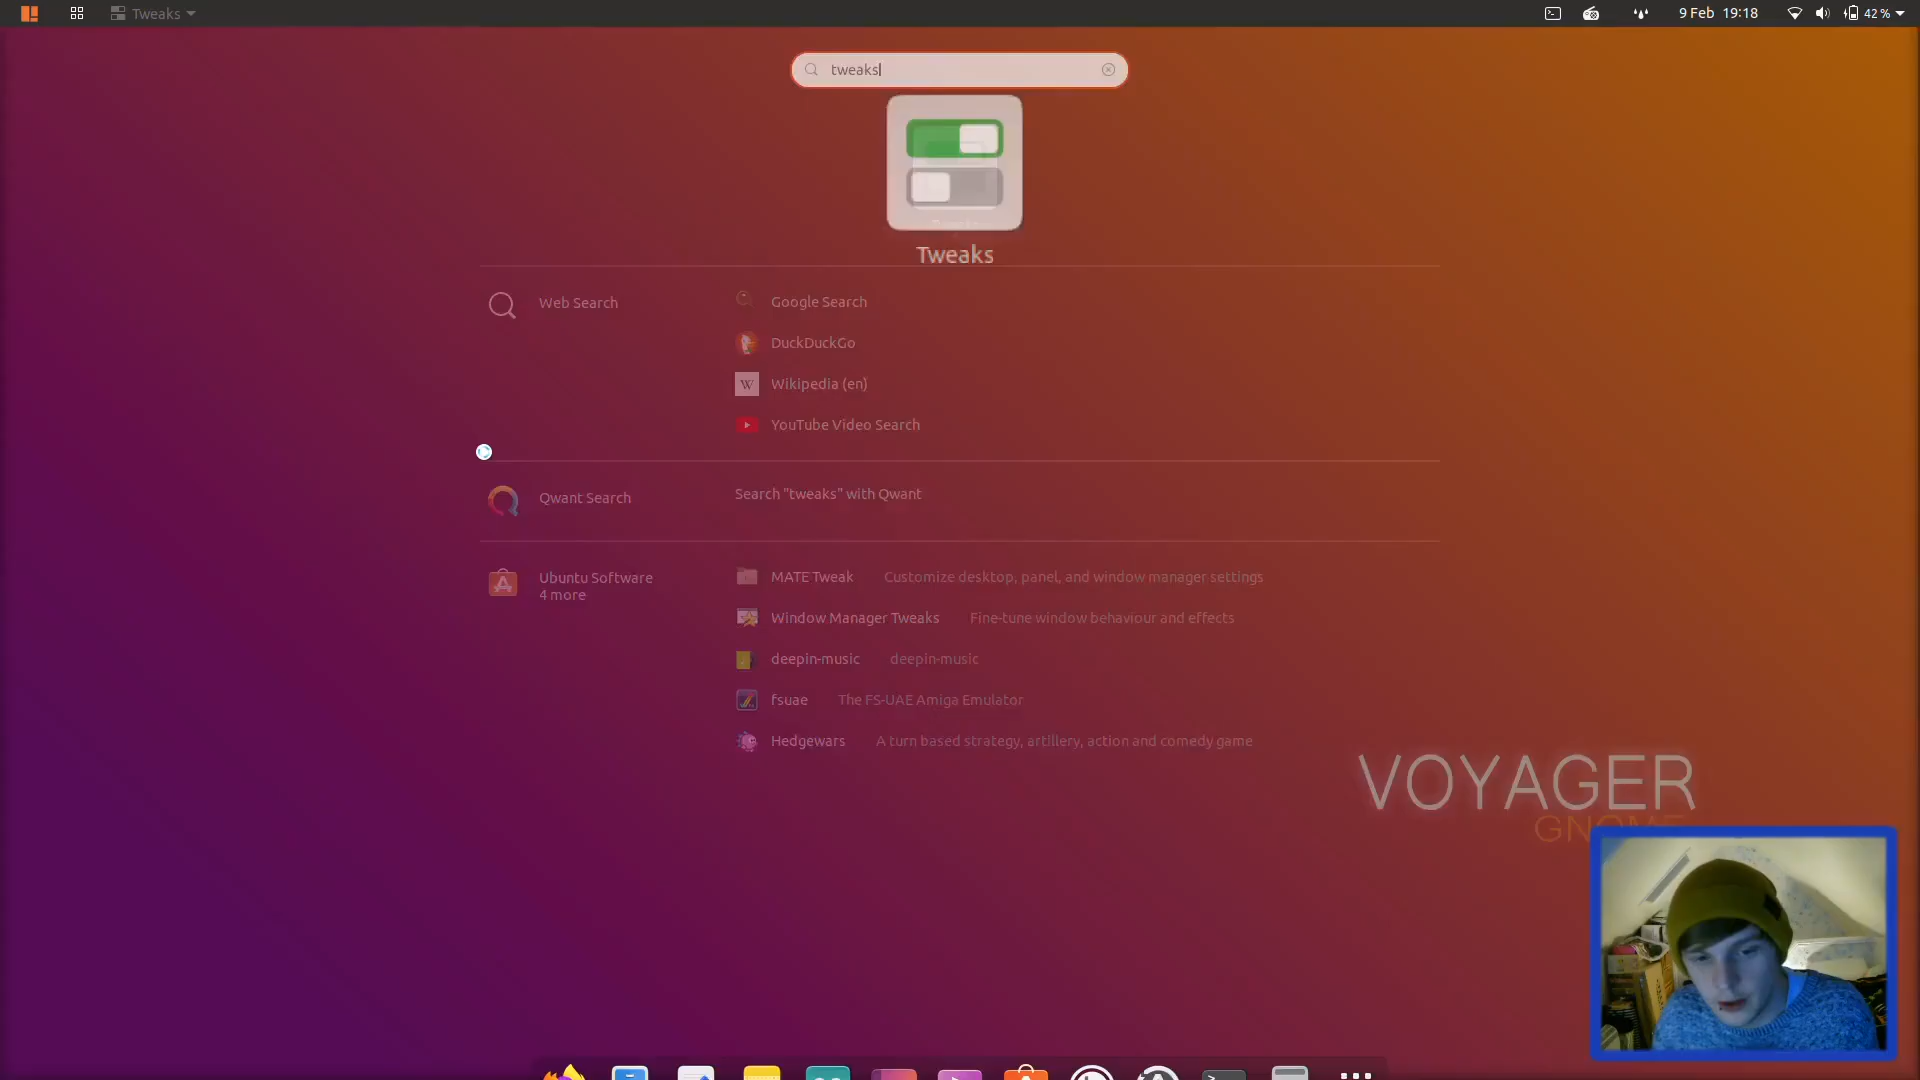 Tweaks
9 Feb 19:18
42 %
tweaks
Tweaks
Web Search
Google Search
DuckDuckGo
Wikipedia (en)
YouTube Video Search
Qwant Search
Search "tweaks" with Qwant
Ubuntu Software
4 more
MATE Tweak Customize desktop, panel, and window manager settings
Window Manager Tweaks Fine-tune window behaviour and effects
deepin-music deepin-music
fsuae The FS-UAE Amiga Emulator
Hedgewars A turn based strategy, artillery, action and comedy game
VOYAGER
GNOME